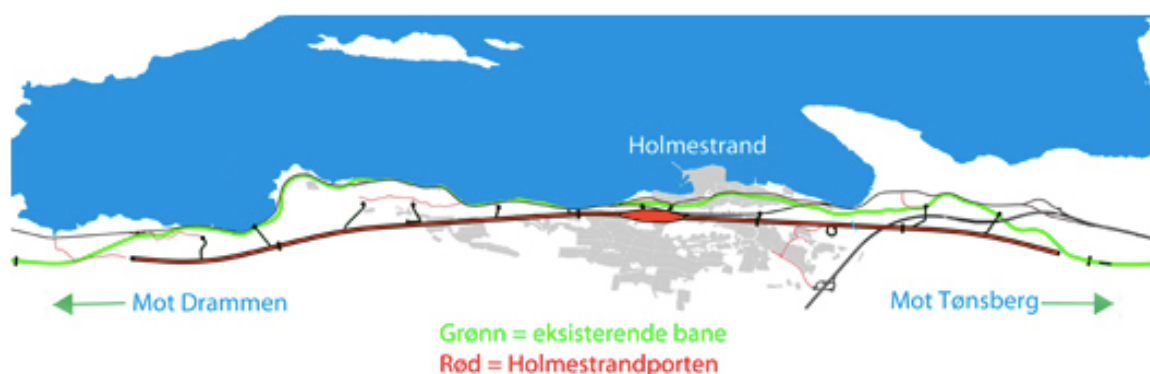 Holmestrand
Mot Drammen
Mot Tønsberg
Grønn = eksisterende bane
Rød = Holmestrandporten